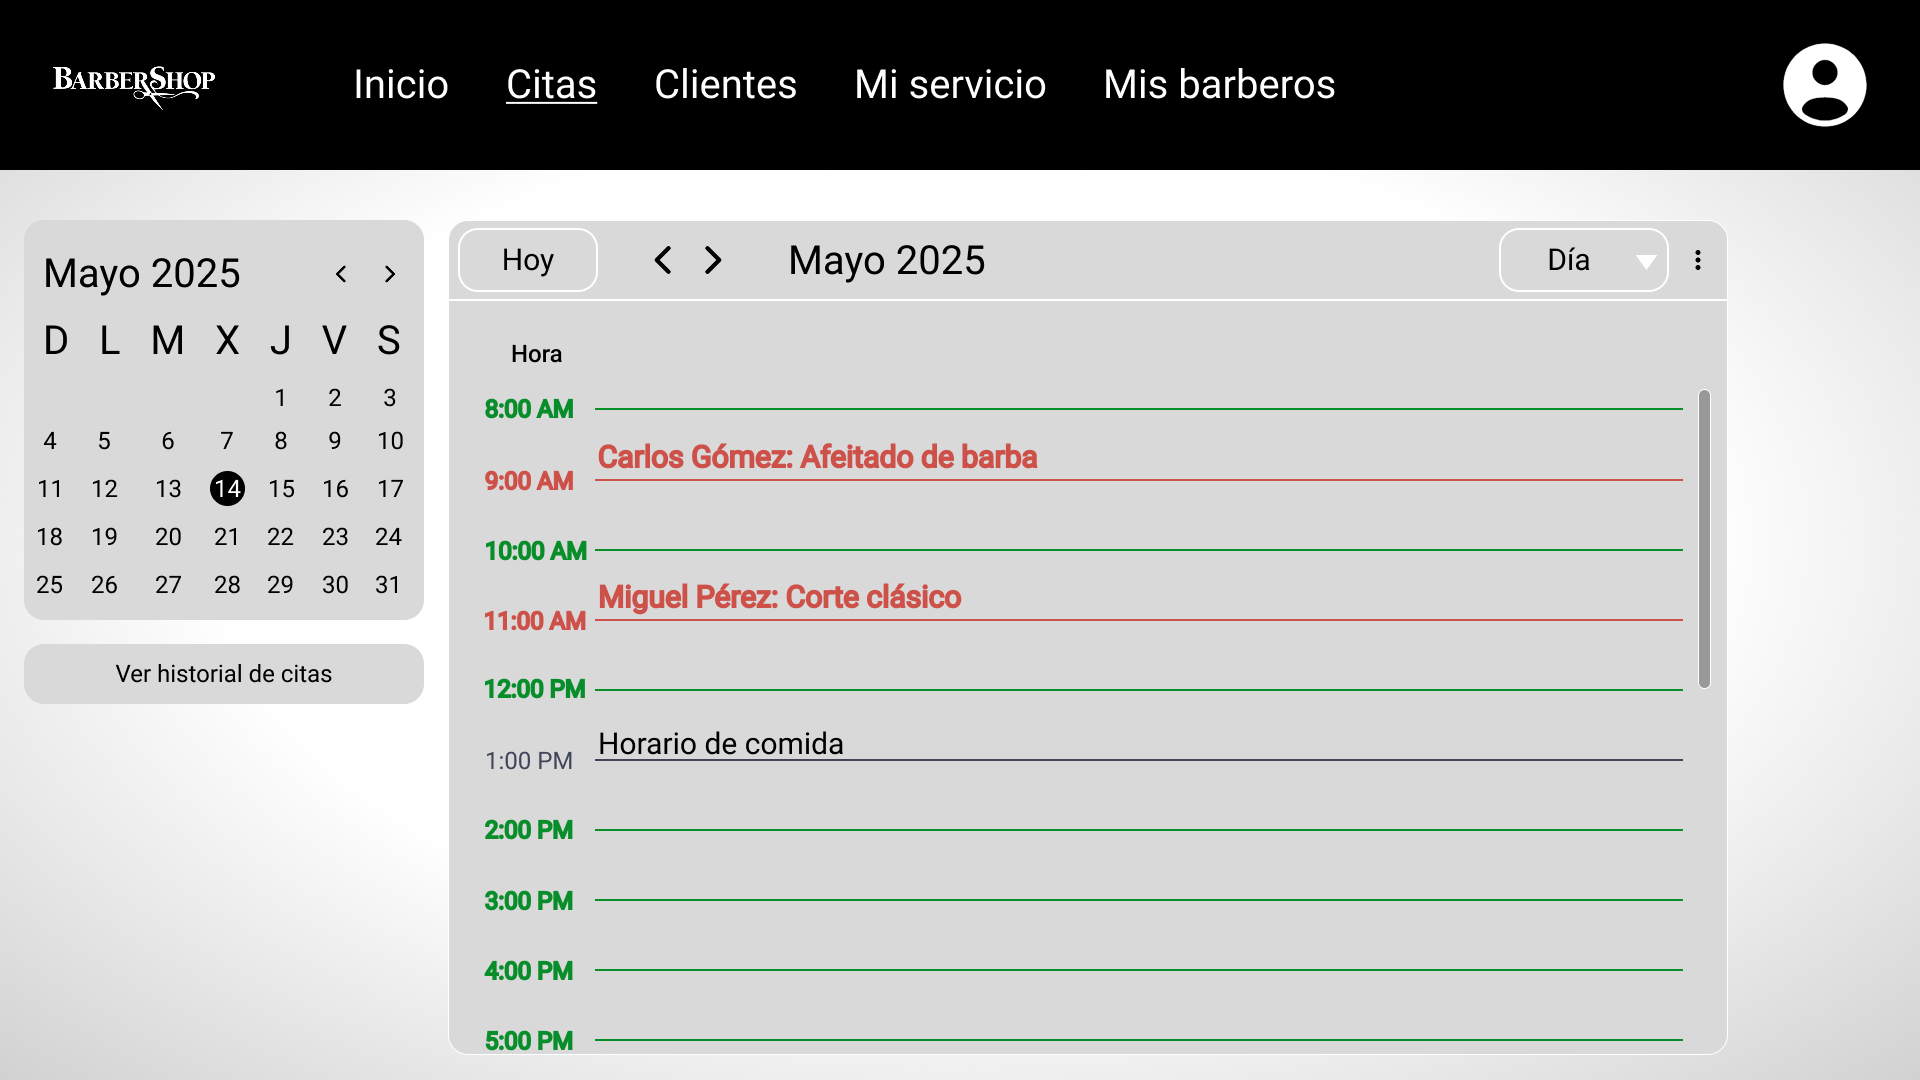 BARBERSHOP
Inicio Citas Clientes Mi servicio Mis barberos
Mayo 2025
D L M X J V S
1 2 3
4 5 6 7 8 9 10
11 12 13 14 15 16 17
18 19 20 21 22 23 24
25 26 27 28 29 30 31
Ver historial de citas
Hoy Mayo 2025 Día
Hora
8:00 AM
Carlos Gómez: Afeitado de barba
9:00 AM
10:00 AM
Miguel Pérez: Corte clásico
11:00 AM
12:00 PM
Horario de comida
1:00 PM
2:00 PM
3:00 PM
4:00 PM
5:00 PM